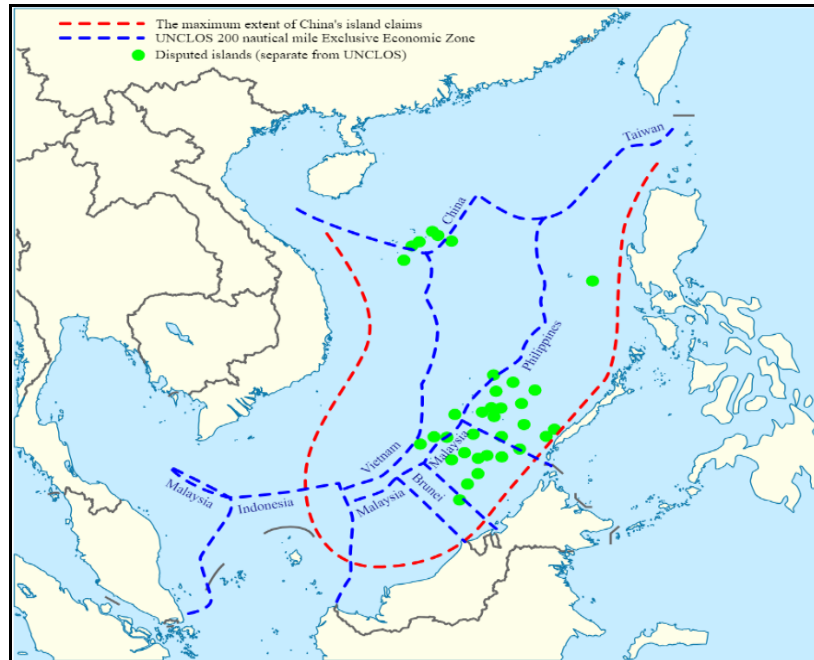 The maximum extent of China's island claims
UNCLOS 200 nautical mile Exclusive Economic Zone
Disputed islands (separate from UNCLOS)
Taiwan
China
Philippines
Vietnam
Malaysia
Malaysia
Indonesia
Malaysia
Brunei